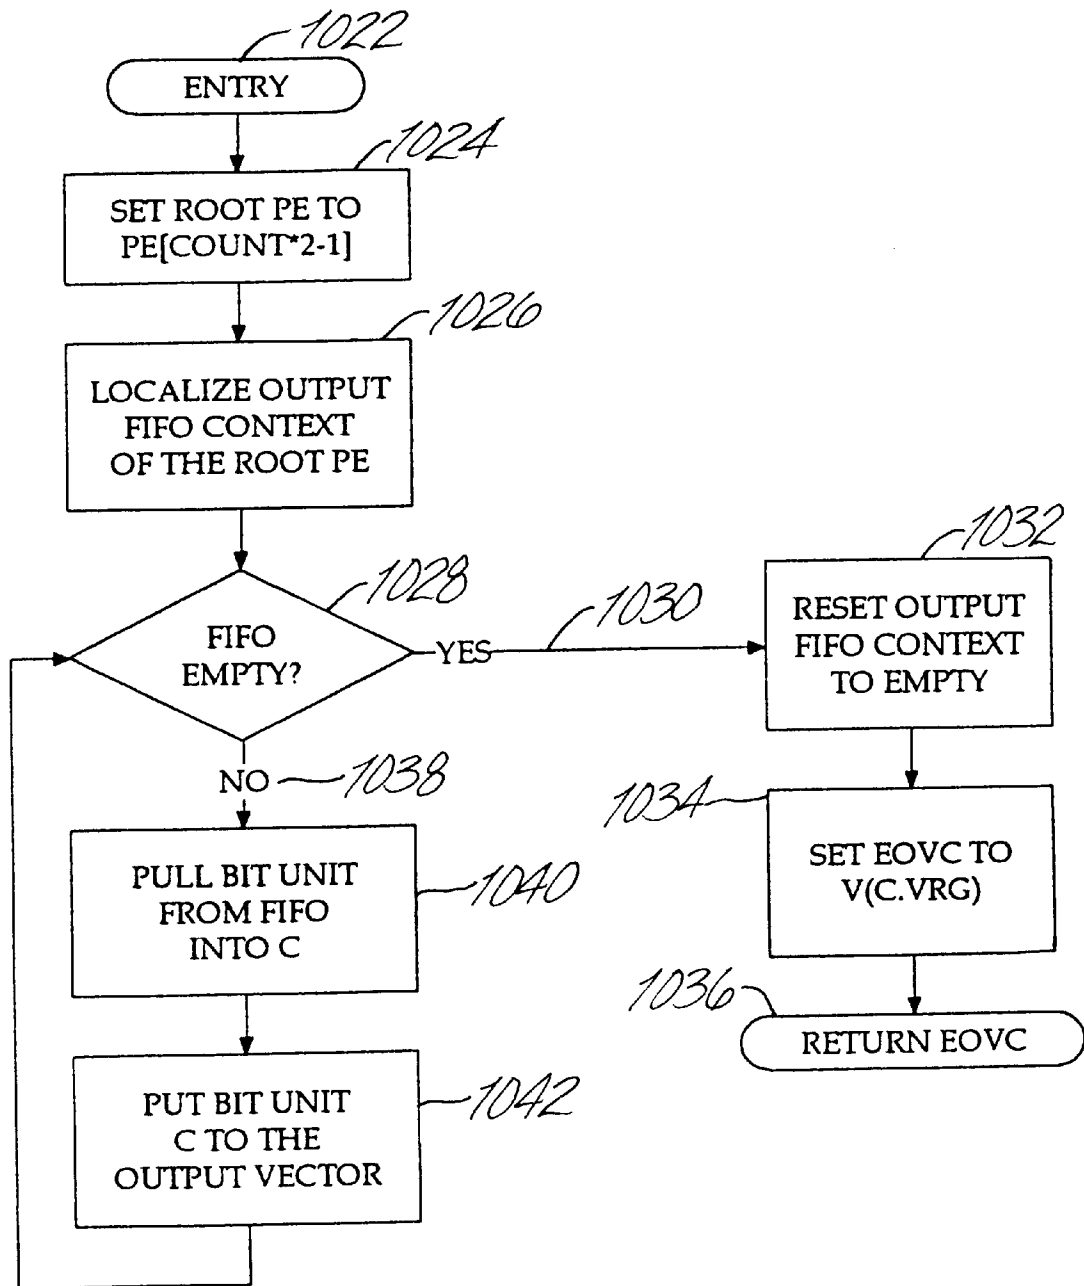 1022
ENTRY
1024
SET ROOT PE TO
PE[COUNT*2-1]
1026
LOCALIZE OUTPUT
FIFO CONTEXT
OF THE ROOT PE
1028
FIFO
EMPTY?
YES
1030
1032
RESET OUTPUT
FIFO CONTEXT
TO EMPTY
NO
1038
1034
SET EOVC TO
V(C.VRG)
1040
PULL BIT UNIT
FROM FIFO
INTO C
1036
RETURN EOVC
1042
PUT BIT UNIT
C TO THE
OUTPUT VECTOR